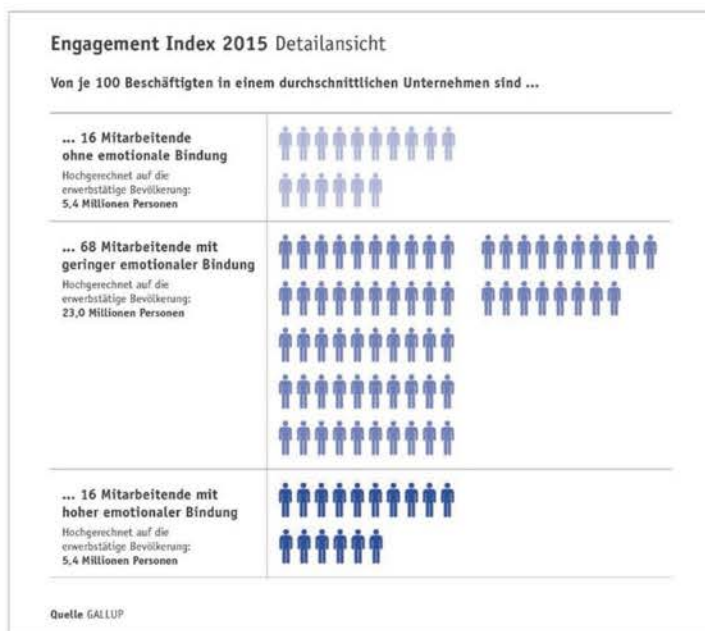 Engagement Index 2015 Detailansicht
Von je 100 Beschäftigten in einem durchschnittlichen Unternehmen sind ...
... 16 Mitarbeitende
ohne emotionale Bindung
Hochgerechnet auf die
erwerbstätige Bevölkerung:
5,4 Millionen Personen
... 68 Mitarbeitende mit
geringer emotionaler Bindung
Hochgerechnet auf die
erwerbstätige Bevölkerung:
23,0 Millionen Personen
... 16 Mitarbeitende mit
hoher emotionaler Bindung
Hochgerechnet auf die
erwerbstätige Bevölkerung:
5,4 Millionen Personen
Quelle GALLUP